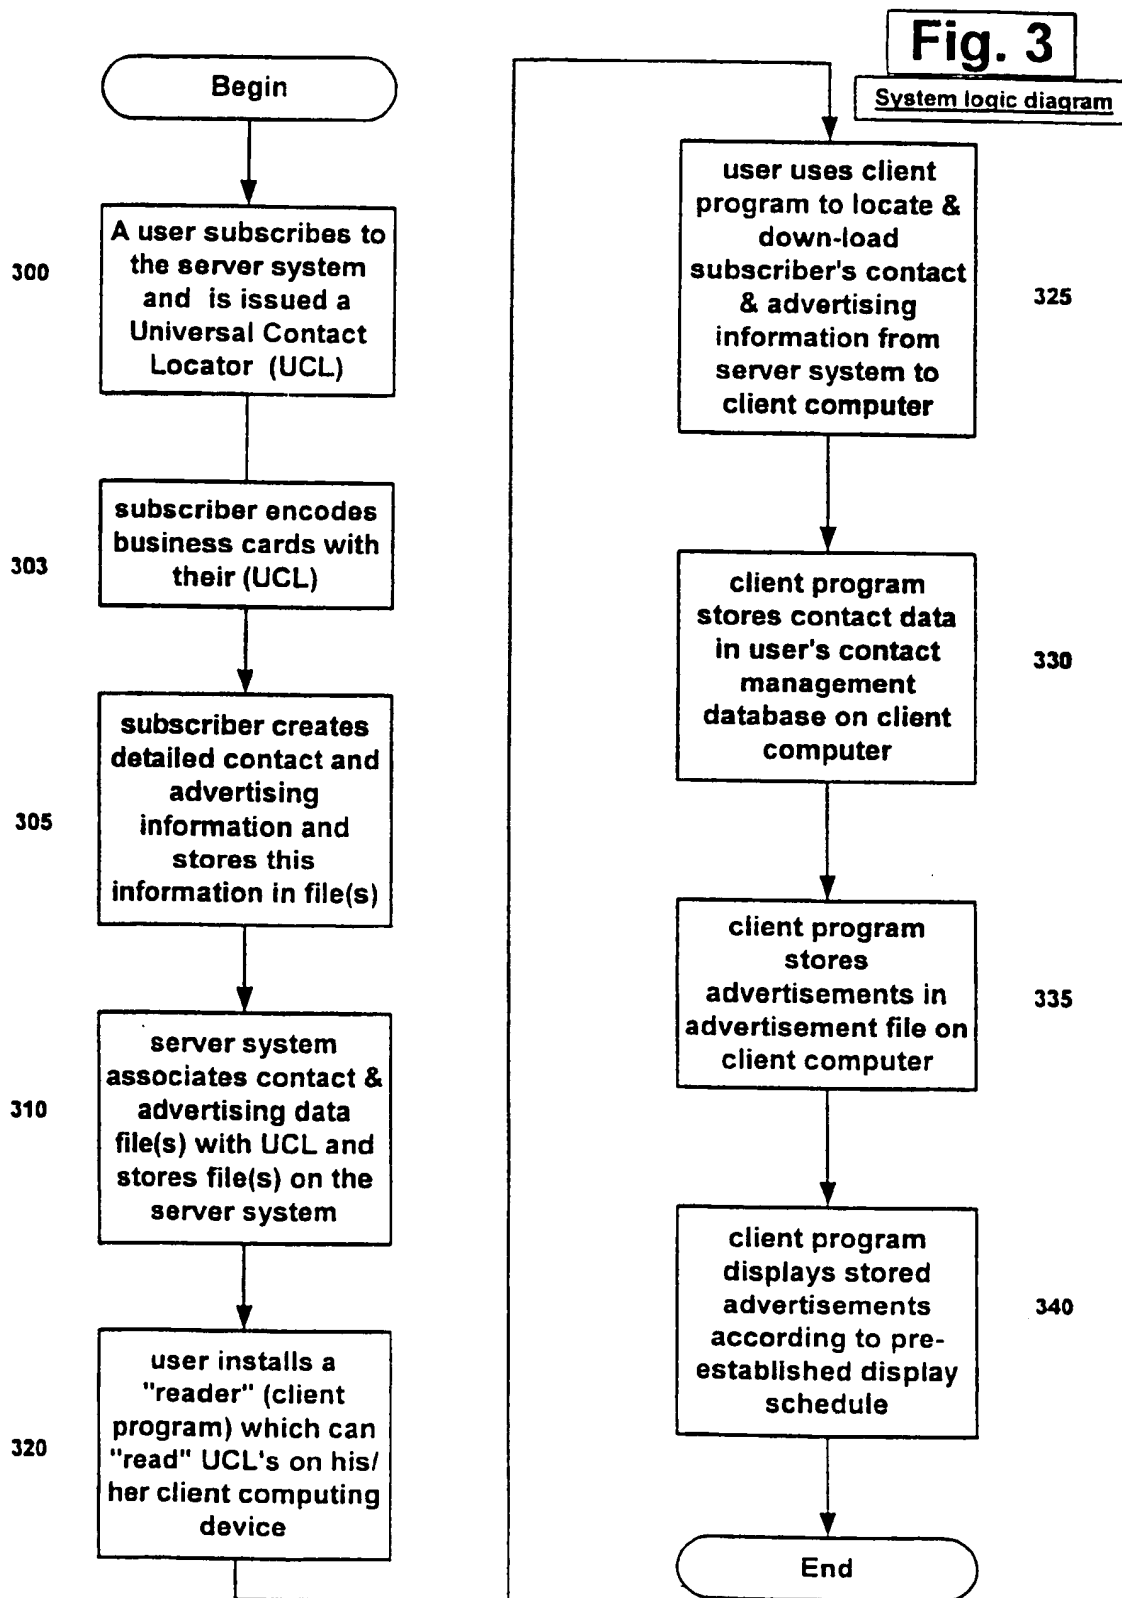 Fig. 3
System logic diagram
Begin
300
A user subscribes to
the server system
and is issued a
Universal Contact
Locator (UCL)
303
subscriber encodes
business cards with
their (UCL)
305
subscriber creates
detailed contact and
advertising
information and
stores this
information in file(s)
310
server system
associates contact &
advertising data
file(s) with UCL and
stores file(s) on the
server system
320
user installs a
"reader" (client
program) which can
"read" UCL's on his/
her client computing
device
user uses client
program to locate &
down-load
subscriber's contact
& advertising
information from
server system to
client computer
325
client program
stores contact data
in user's contact
management
database on client
computer
330
client program
stores
advertisements in
advertisement file on
client computer
335
client program
displays stored
advertisements
according to pre-
established display
schedule
340
End